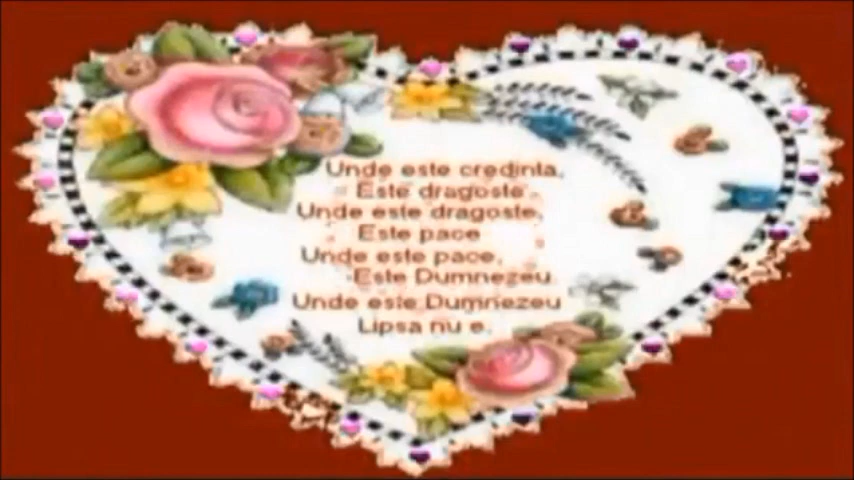 Unde este credinta,
Este dragoste
Unde este dragoste,
Este pace
Unde este pace,
Este Dumnezeu
Unde este Dumnezeu
Lipsa nu e.